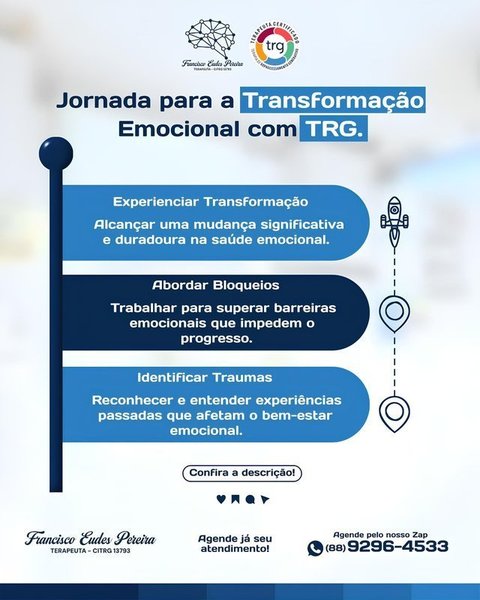 Francisco Eudes Pereira
TERAPEUTA - CITRG 13793
TERAPEUTA CERTIFICADO
trg
Jornada para a Transformação
Emocional com TRG.
Experienciar Transformação
Alcançar uma mudança significativa
e duradoura na saúde emocional.
Abordar Bloqueios
Trabalhar para superar barreiras
emocionais que impedem o
progresso.
Identificar Traumas
Reconhecer e entender experiências
passadas que afetam o bem-estar
emocional.
Confira a descrição!
Francisco Eudes Pereira
TERAPEUTA - CITRG 13793
Agende já seu
atendimento!
Agende pelo nosso Zap
(88) 9296-4533